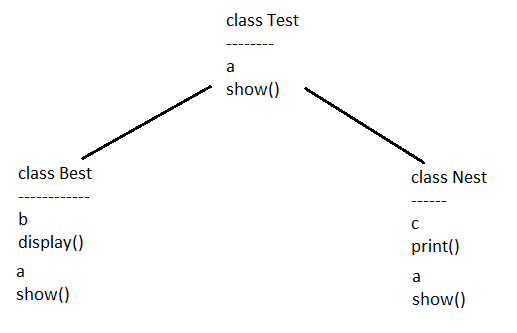 class Test
--------
a
show()
class Best
------------
b
display()
a
show()
class Nest
------
c
print()
a
show()